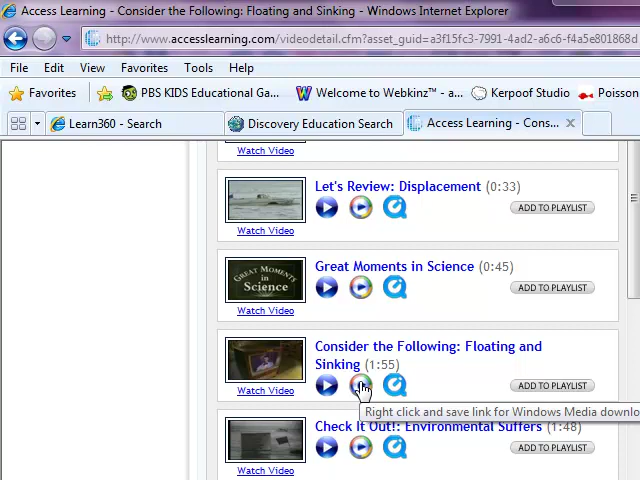 Access Learning - Consider the Following: Floating and Sinking - Windows Internet Explorer
http://www.accesslearning.com/videodetail.cfm?asset_guid=a3f15fc3-7991-4ad2-a6c6-f4a5e801868d
File Edit View Favorites Tools Help
Favorites PBS KIDS Educational Ga... Welcome to Webkinz™ - a... Kerpoof Studio Poisson
Learn360 - Search Discovery Education Search Access Learning - Cons...
Watch Video
Let's Review: Displacement (0:33)
ADD TO PLAYLIST
Watch Video
Great Moments in Science (0:45)
GREAT MOMENTS
in
SCIENCE
ADD TO PLAYLIST
Watch Video
Consider the Following: Floating and
Sinking (1:55)
ADD TO PLAYLIST
Watch Video
Right click and save link for Windows Media downlo
Check It Out!: Environmental Suffers (1:48)
ADD TO PLAYLIST
Watch Video